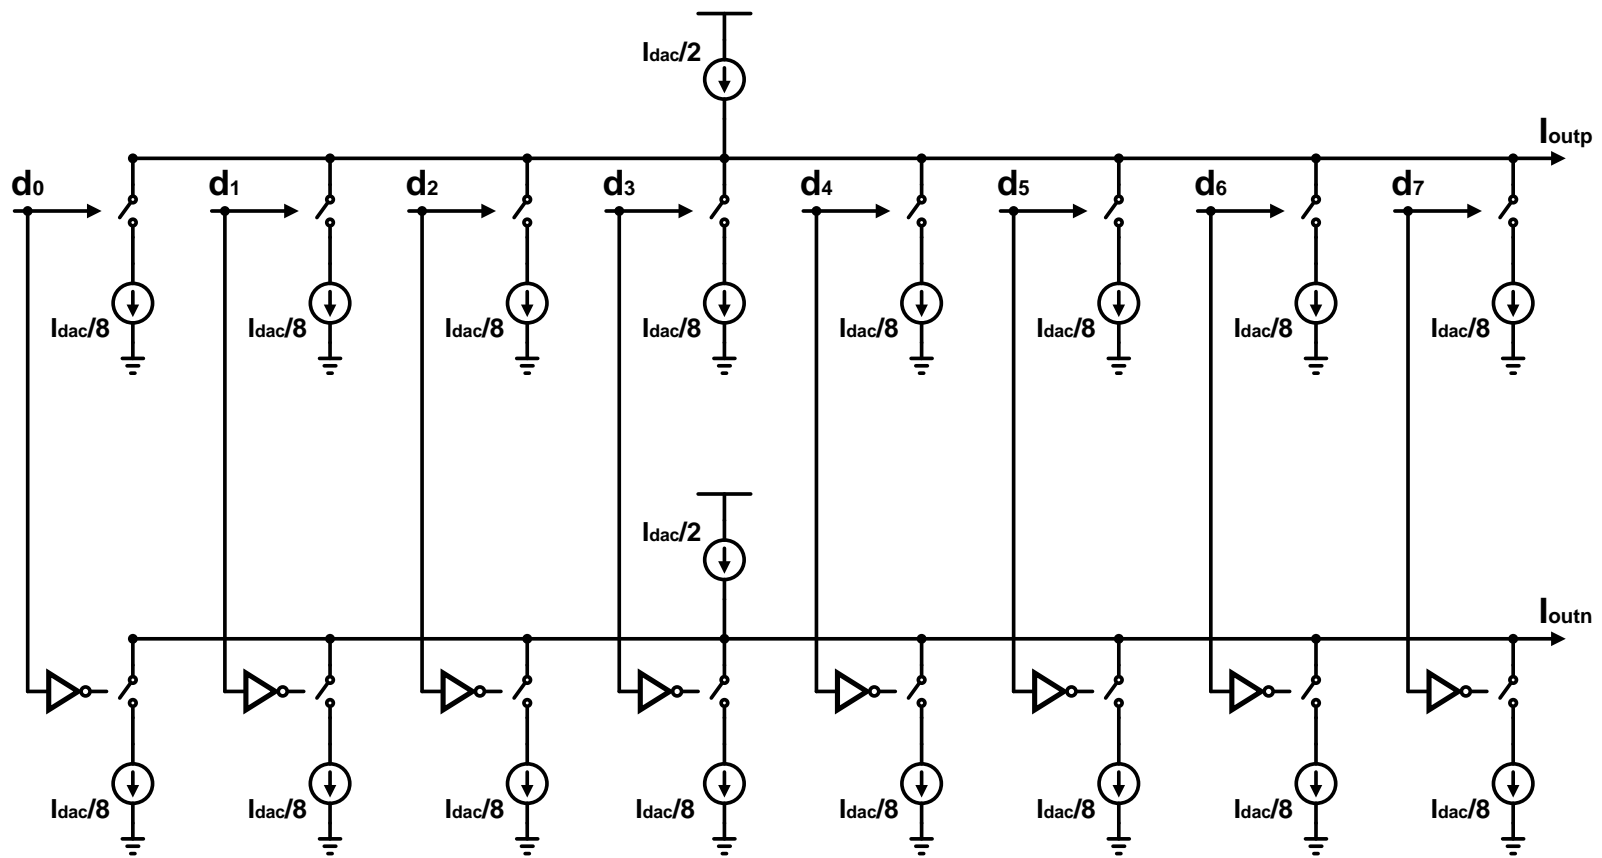 Idac/2
Ioutp
d0 d1 d2 d3 d4 d5 d6 d7
Idac/8 Idac/8 Idac/8 Idac/8 Idac/8 Idac/8 Idac/8 Idac/8
Idac/2
Ioutn
Idac/8 Idac/8 Idac/8 Idac/8 Idac/8 Idac/8 Idac/8 Idac/8